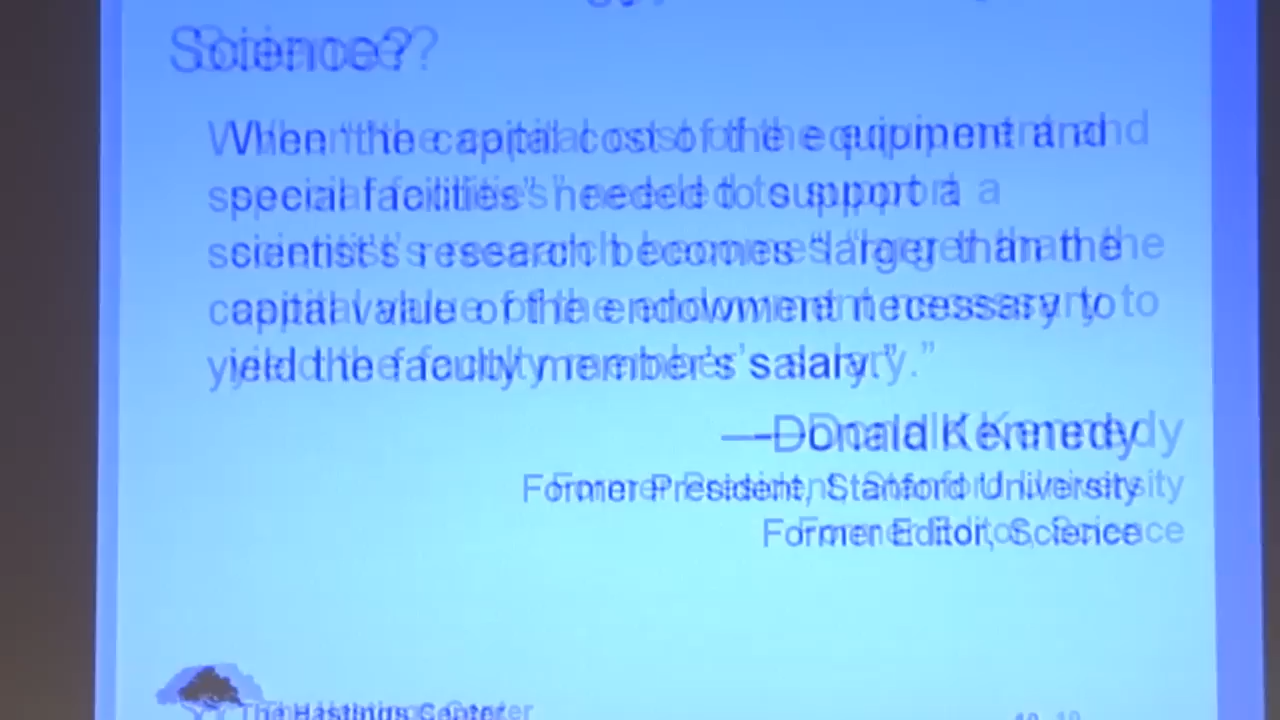 Science?
When "the capital cost of the equipment and
special facilities" needed to support a
scientist's research becomes "larger than the
capital value of the endowment necessary to
yield the faculty member's salary."
—Donald Kennedy
Former President, Stanford University
Former Editor, Science
The Hastings Center